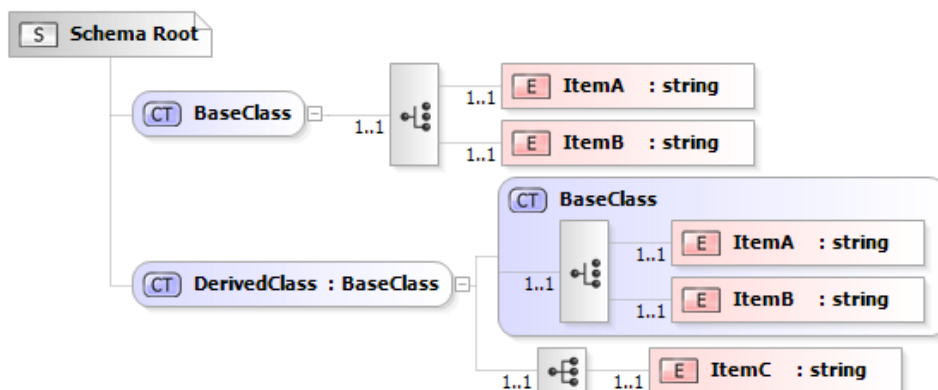 S Schema Root
CT BaseClass
1..1
1..1 E ItemA : string
1..1 E ItemB : string
CT DerivedClass : BaseClass
CT BaseClass
1..1
1..1 E ItemA : string
1..1 E ItemB : string
1..1
1..1 E ItemC : string